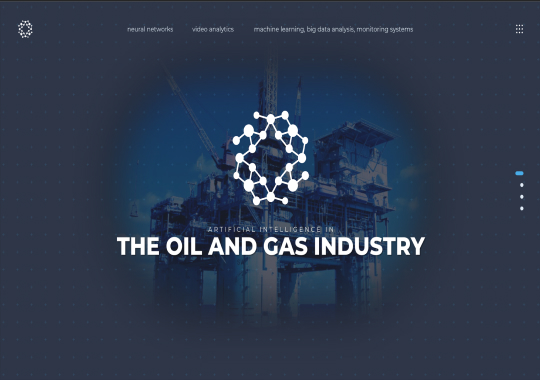 neural networks video analytics machine learning, big data analysis, monitoring systems
ARTIFICIAL INTELLIGENCE IN
THE OIL AND GAS INDUSTRY